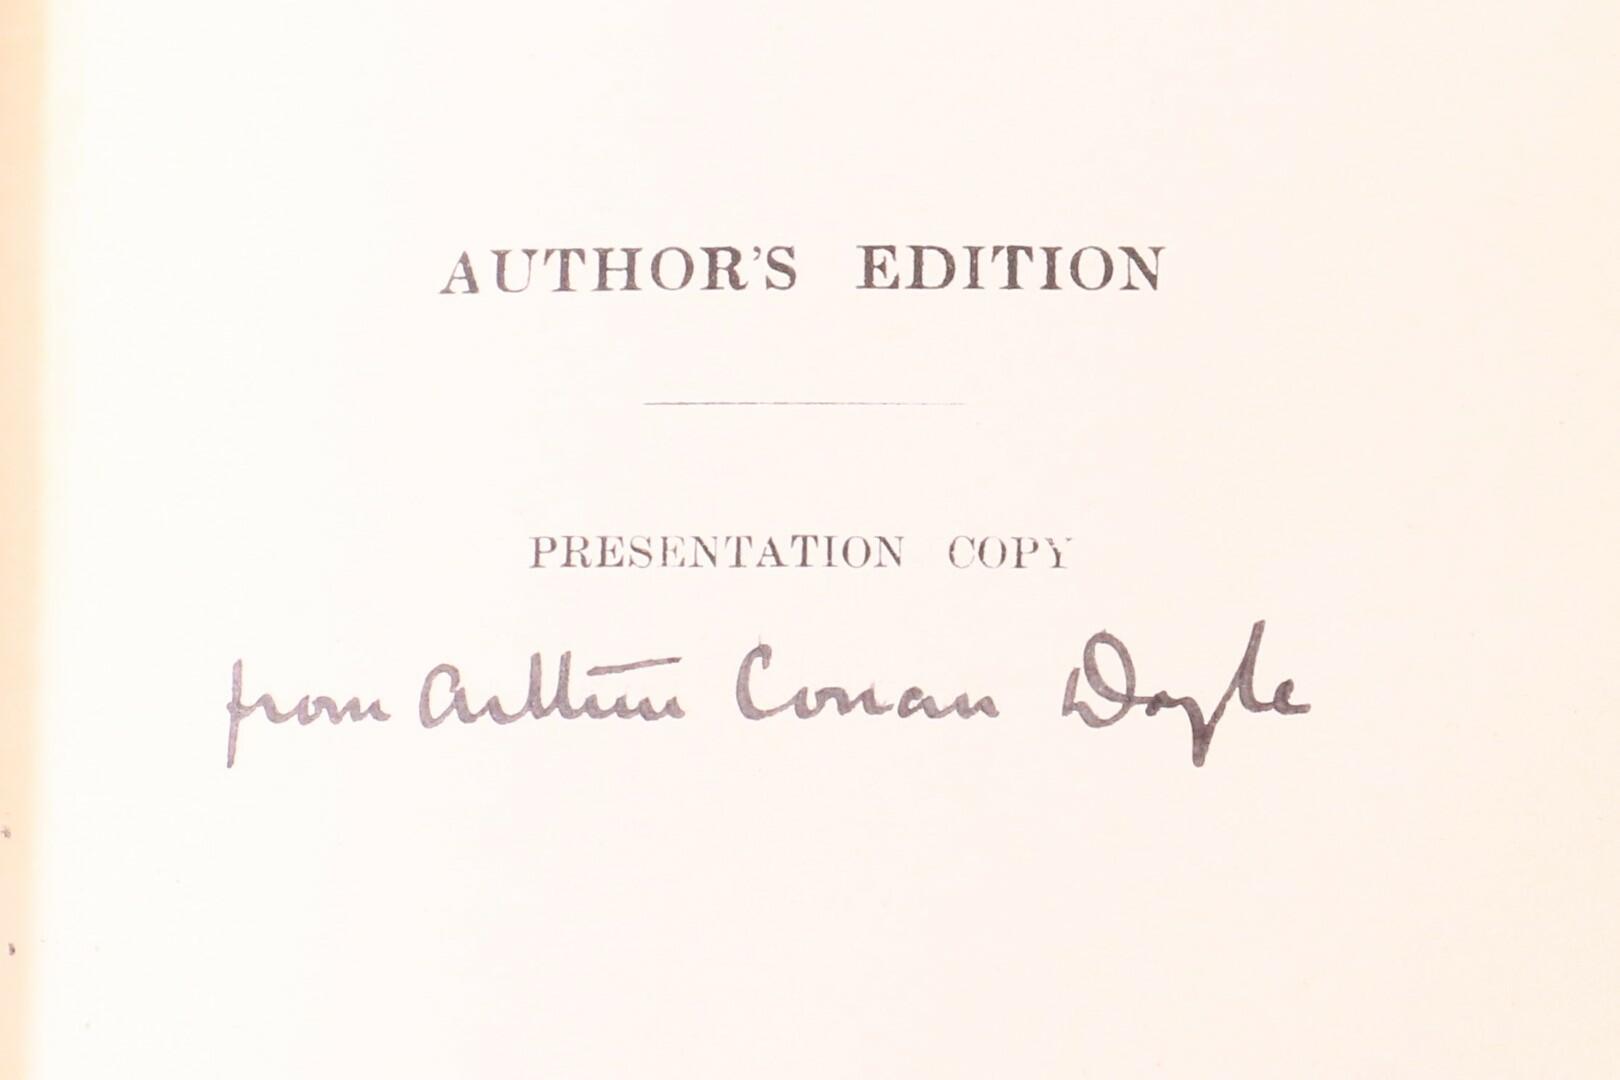 AUTHOR'S EDITION
PRESENTATION COPY
from Arthur Conan Doyle